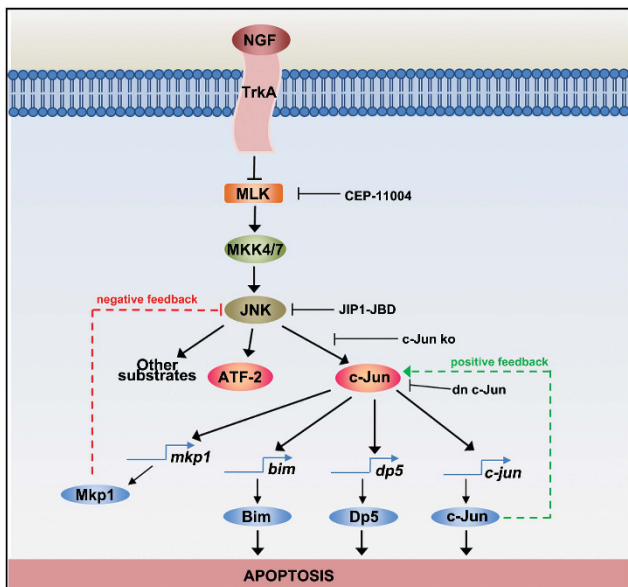 NGF
TrkA
MLK
CEP-11004
MKK4/7
negative feedback
JNK
JIP1-JBD
c-Jun ko
Other
substrates
ATF-2
c-Jun
positive feedback
dn c-Jun
mkp1
bim
dp5
c-jun
Mkp1
Bim
Dp5
c-Jun
APOPTOSIS